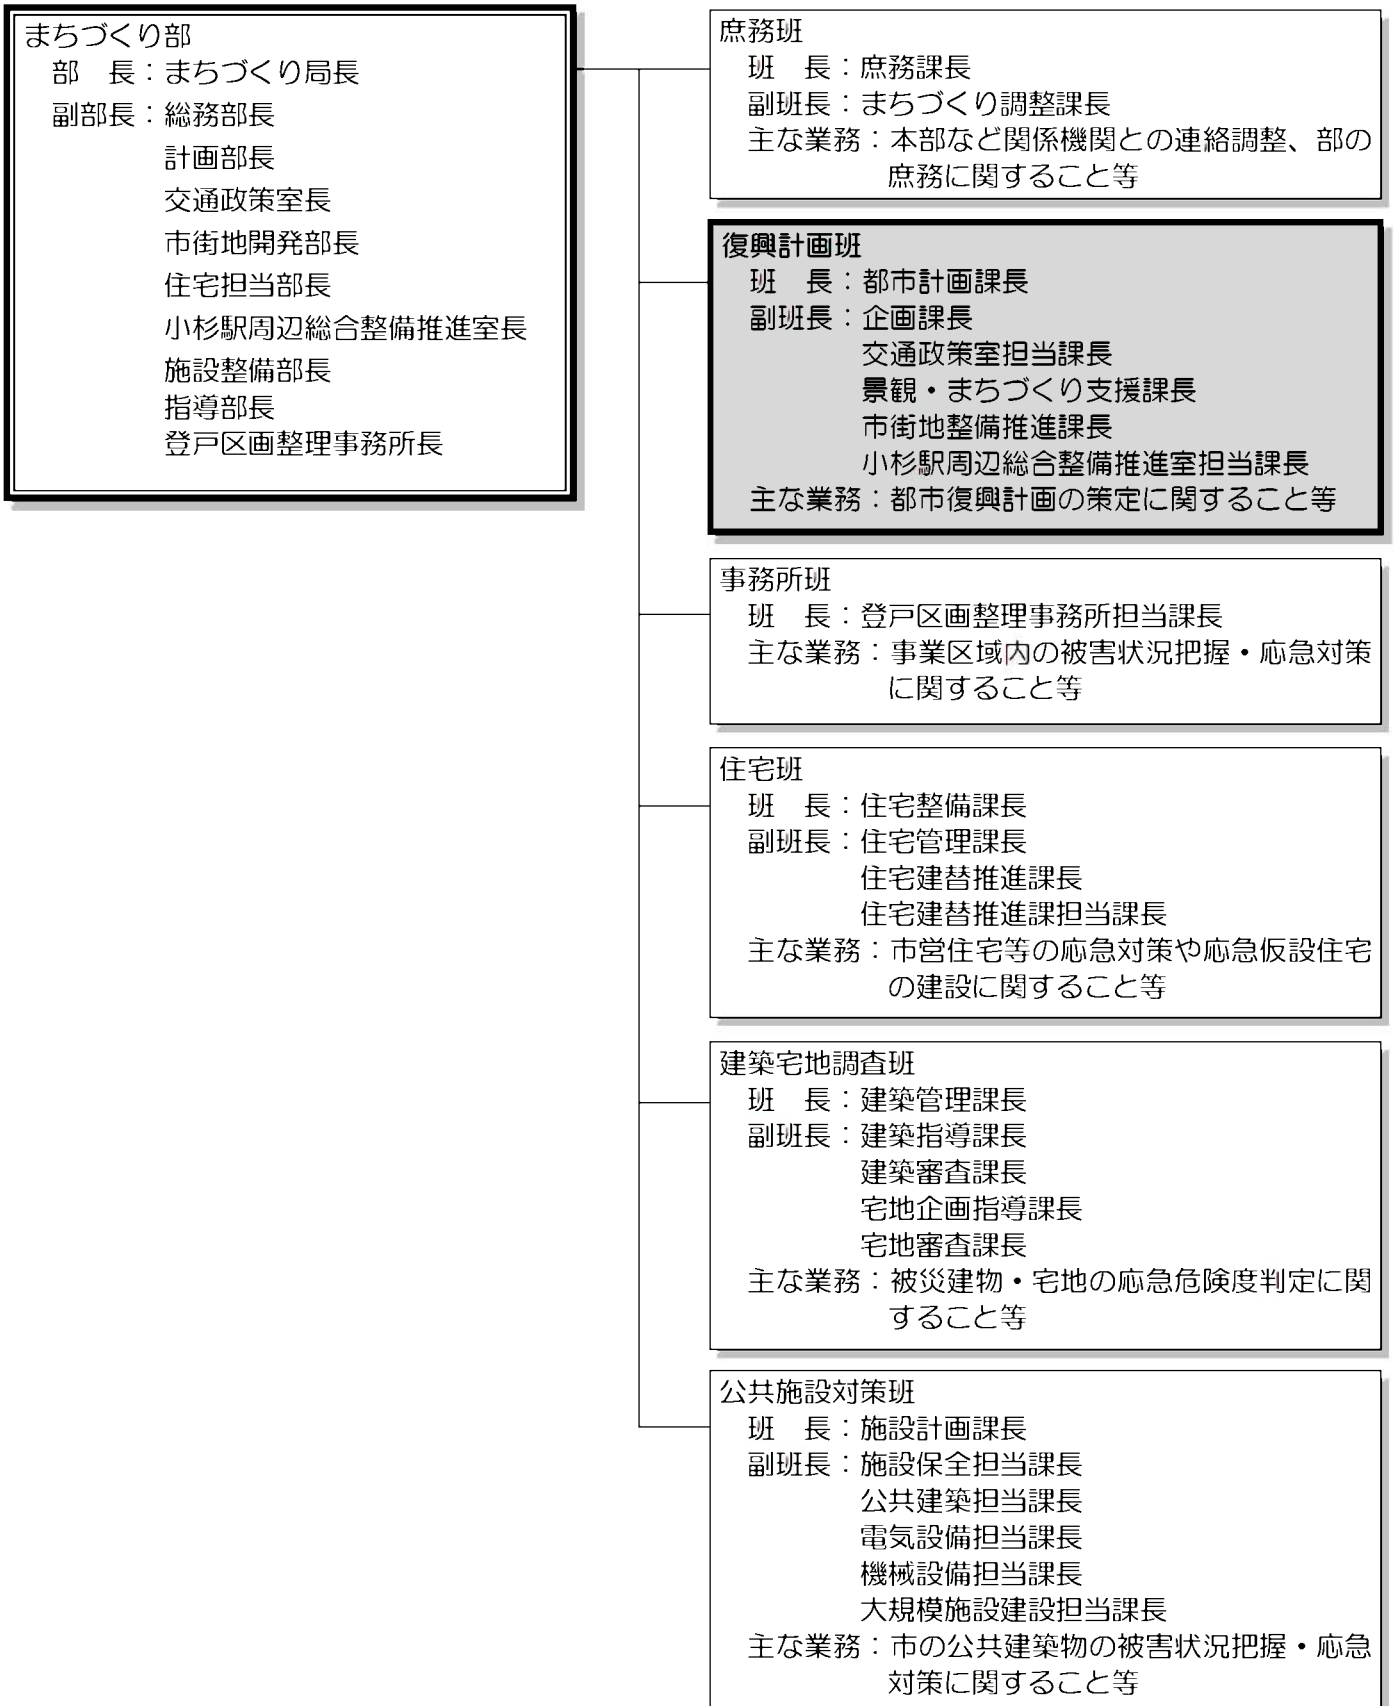 まちづくり部
部　長：まちづくり局長
副部長：総務部長
計画部長
交通政策室長
市街地開発部長
住宅担当部長
小杉駅周辺総合整備推進室長
施設整備部長
指導部長
登戸区画整理事務所長
庶務班
班　長：庶務課長
副班長：まちづくり調整課長
主な業務：本部など関係機関との連絡調整、部の
庶務に関すること等
復興計画班
班　長：都市計画課長
副班長：企画課長
交通政策室担当課長
景観・まちづくり支援課長
市街地整備推進課長
小杉駅周辺総合整備推進室担当課長
主な業務：都市復興計画の策定に関すること等
事務所班
班　長：登戸区画整理事務所担当課長
主な業務：事業区域内の被害状況把握・応急対策
に関すること等
住宅班
班　長：住宅整備課長
副班長：住宅管理課長
住宅建替推進課長
住宅建替推進課担当課長
主な業務：市営住宅等の応急対策や応急仮設住宅
の建設に関すること等
建築宅地調査班
班　長：建築管理課長
副班長：建築指導課長
建築審査課長
宅地企画指導課長
宅地審査課長
主な業務：被災建物・宅地の応急危険度判定に関
すること等
公共施設対策班
班　長：施設計画課長
副班長：施設保全担当課長
公共建築担当課長
電気設備担当課長
機械設備担当課長
大規模施設建設担当課長
主な業務：市の公共建築物の被害状況把握・応急
対策に関すること等